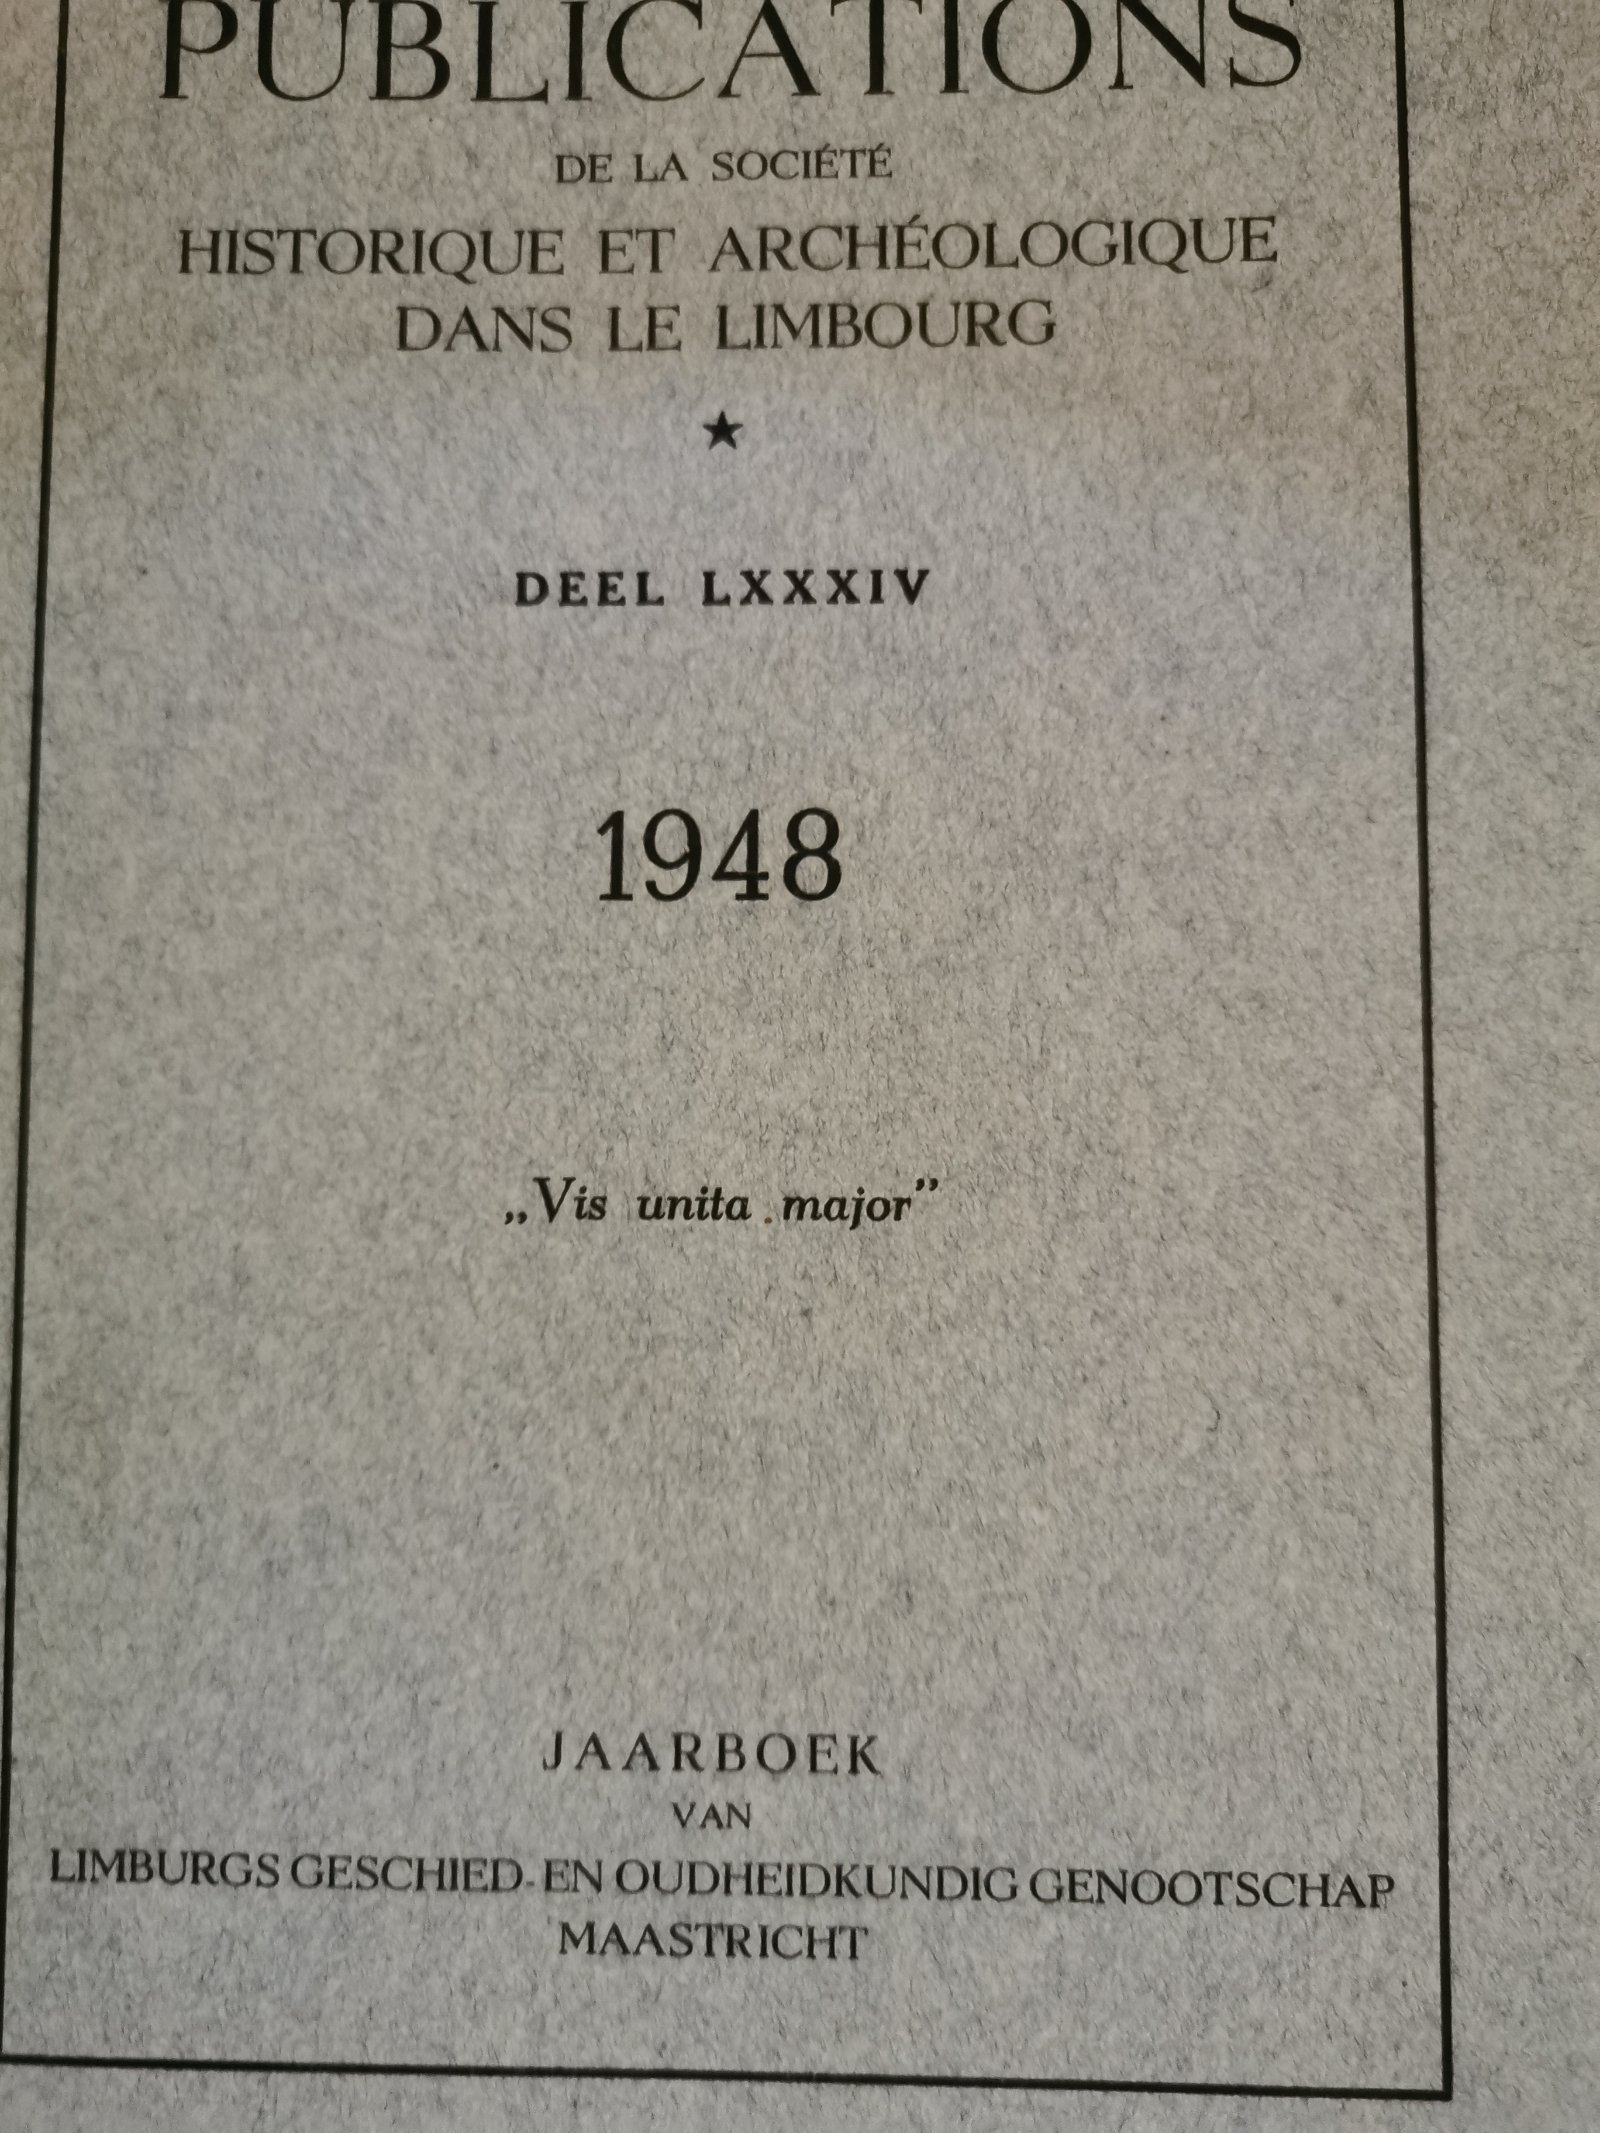 PUBLICATIONS
DE LA SOCIÉTÉ
HISTORIQUE ET ARCHÉOLOGIQUE
DANS LE LIMBOURG
★
DEEL LXXXIV
1948
„Vis unita major”
JAARBOEK
VAN
LIMBURGS GESCHIED- EN OUDHEIDKUNDIG GENOOTSCHAP
MAASTRICHT